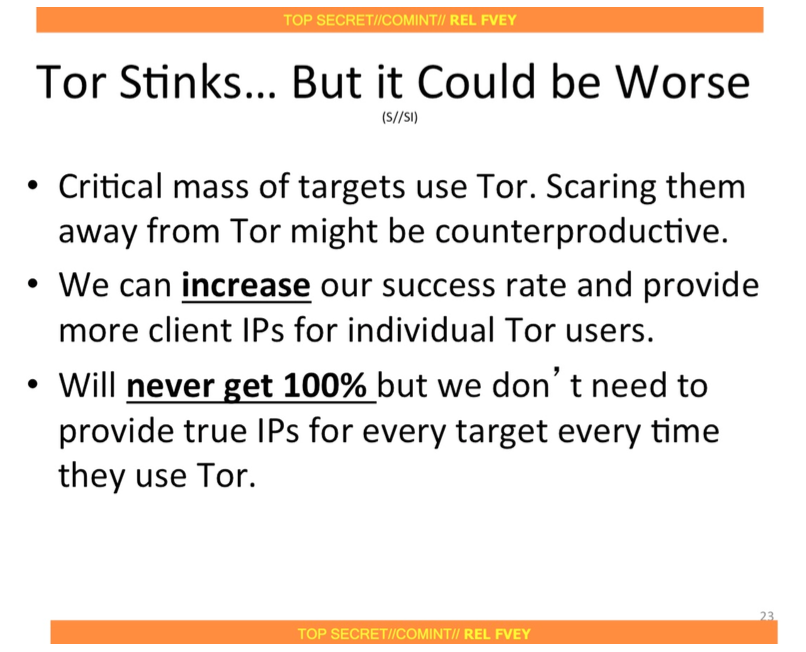 TOP SECRET//COMINT// REL FVEY
Tor Stinks... But it Could be Worse
(S//SI)
• Critical mass of targets use Tor. Scaring them
away from Tor might be counterproductive.
• We can increase our success rate and provide
more client IPs for individual Tor users.
• Will never get 100% but we don’t need to
provide true IPs for every target every time
they use Tor.
23
TOP SECRET//COMINT// REL FVEY